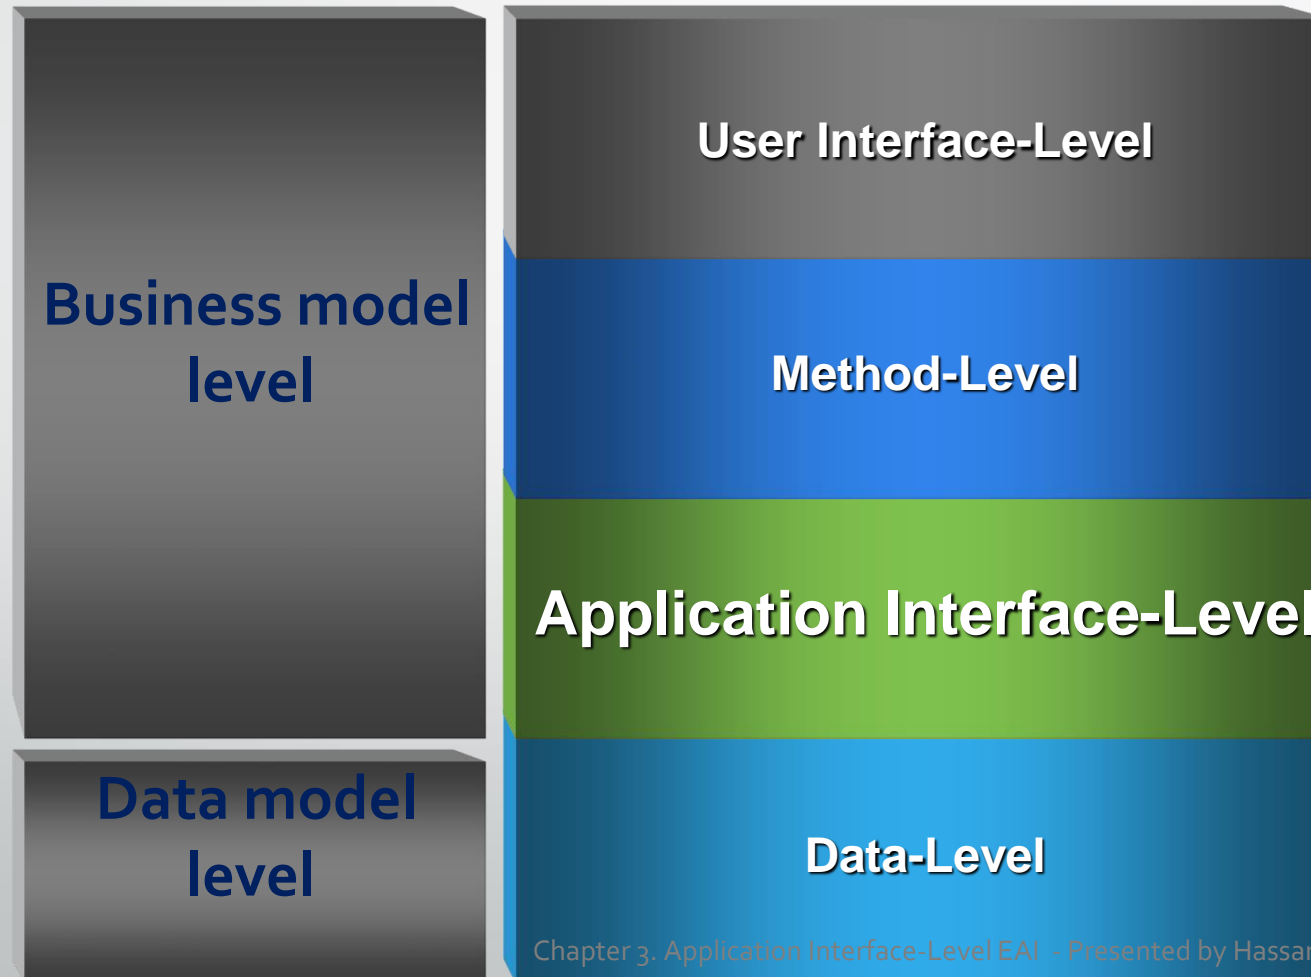 Business model
level
Data model
level
User Interface-Level
Method-Level
Application Interface-Level
Data-Level
Chapter 3. Application Interface-Level EAI - Presented by